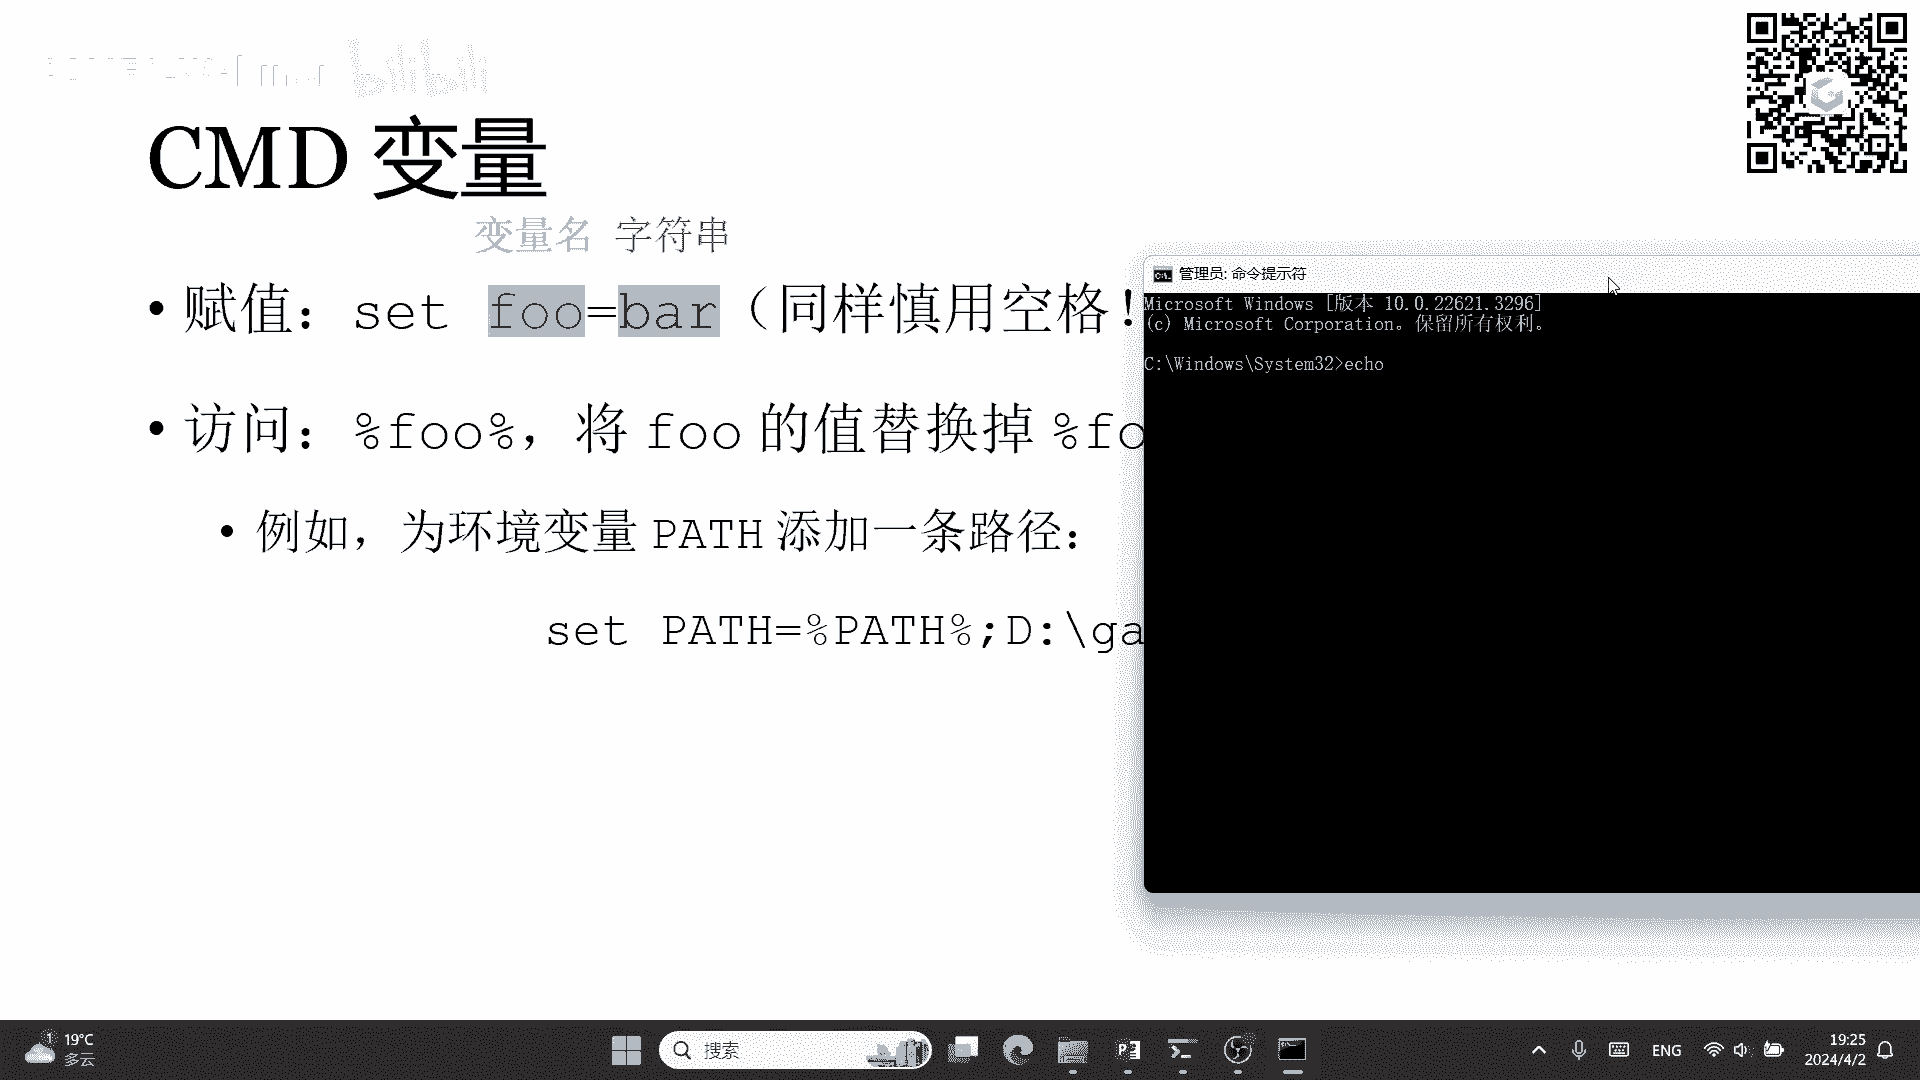 bilibili
CMD 变量
变量名 字符串
• 赋值：set foo=bar（同样慎用空格！
• 访问：%foo%，将 foo 的值替换掉 %fo
• 例如，为环境变量 PATH 添加一条路径：
set PATH=%PATH%;D:\ga
管理员: 命令提示符
Microsoft Windows [版本 10.0.22621.3296]
(c) Microsoft Corporation。保留所有权利。
C:\Windows\System32>echo
1
19°C
多云
搜索
ENG
19:25
2024/4/2